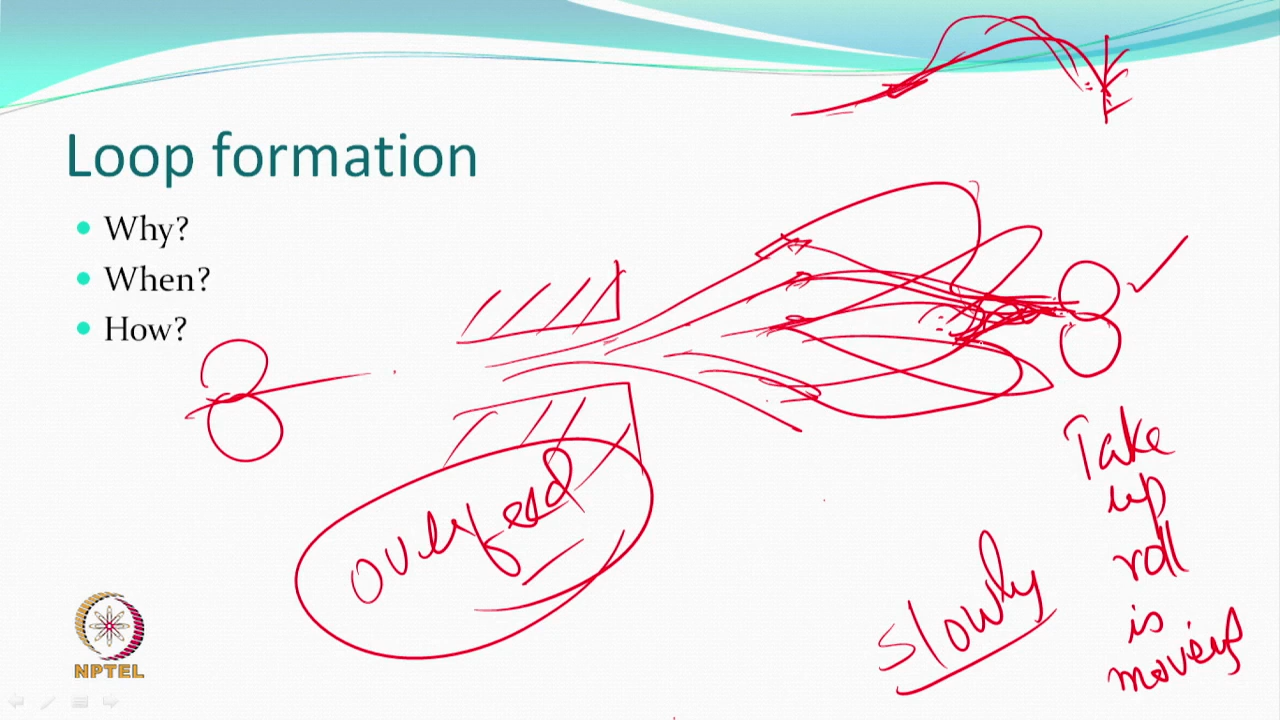 Loop formation
Why?
When?
How?
overfeed
slowly
Take
up
roll
is
moving
NPTEL